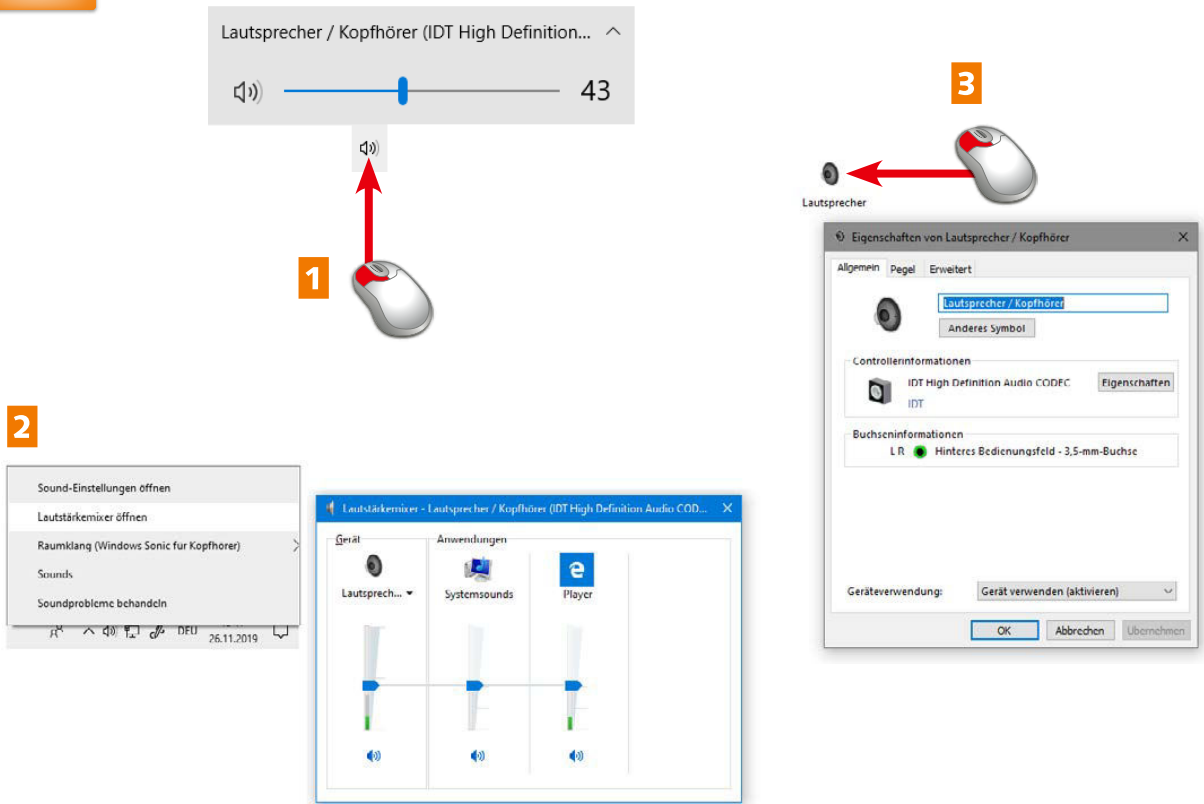 Lautsprecher / Kopfhörer (IDT High Definition...
43
1
2
Sound-Einstellungen öffnen
Lautstärkemixer öffnen
Raumklang (Windows Sonic fur Kopfhorer)
Sounds
Soundprobleme behandeln
DEU
26.11.2019
Lautstärkemixer - Lautsprecher / Kopfhörer (IDT High Definition Audio COD...
Gerät
Anwendungen
Lautsprech...
Systemsounds
Player
3
Lautsprecher
Eigenschaften von Lautsprecher / Kopfhörer
Allgemein Pegel Erweitert
Lautsprecher / Kopfhörer
Anderes Symbol
Controllerinformationen
IDT High Definition Audio CODEC
Eigenschaften
IDT
Buchseninformationen
L R Hinteres Bedienungsfeld - 3,5-mm-Buchse
Geräteverwendung: Gerät verwenden (aktivieren)
OK Abbrechen Ubernehmen